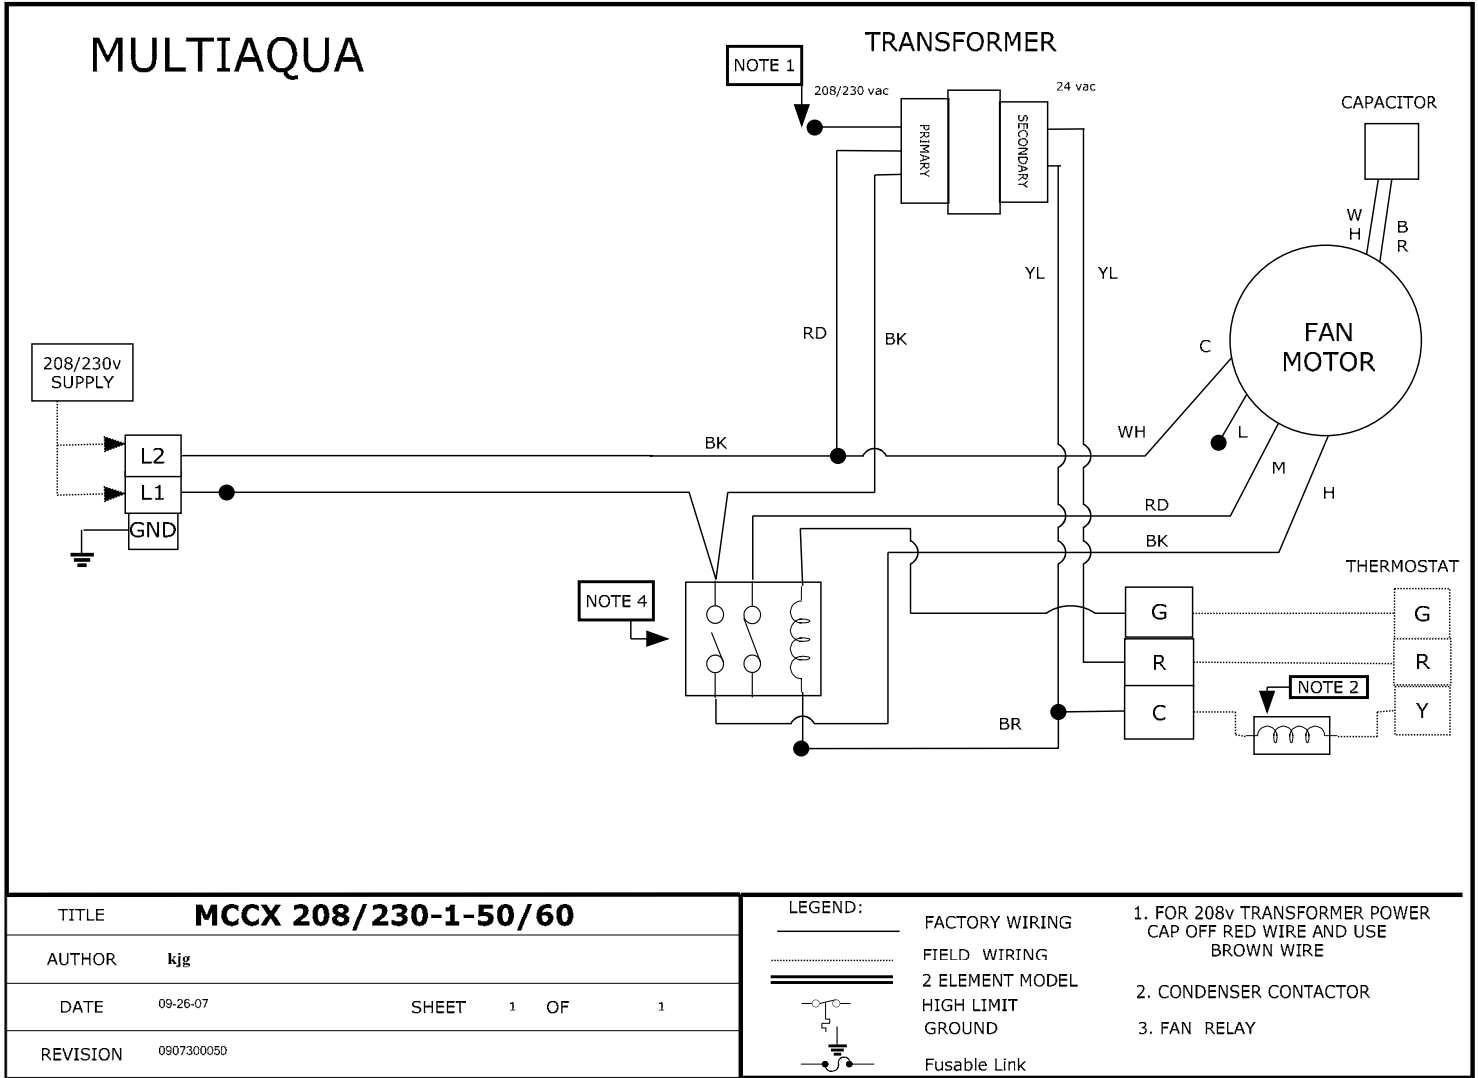 MULTIAQUA
TRANSFORMER
NOTE 1
208/230 vac
24 vac
PRIMARY
SECONDARY
CAPACITOR
W
H
B
R
YL
YL
RD
BK
FAN
MOTOR
C
208/230v
SUPPLY
L2
L1
GND
BK
WH
L
M
H
RD
BK
THERMOSTAT
NOTE 4
G
R
C
G
R
Y
NOTE 2
BR
TITLE
MCCX 208/230-1-50/60
AUTHOR
kjg
DATE
09-26-07
SHEET 1 OF 1
REVISION
0907300050
LEGEND:
FACTORY WIRING
FIELD WIRING
2 ELEMENT MODEL
HIGH LIMIT
GROUND
Fusable Link
1. FOR 208v TRANSFORMER POWER
CAP OFF RED WIRE AND USE
BROWN WIRE
2. CONDENSER CONTACTOR
3. FAN RELAY